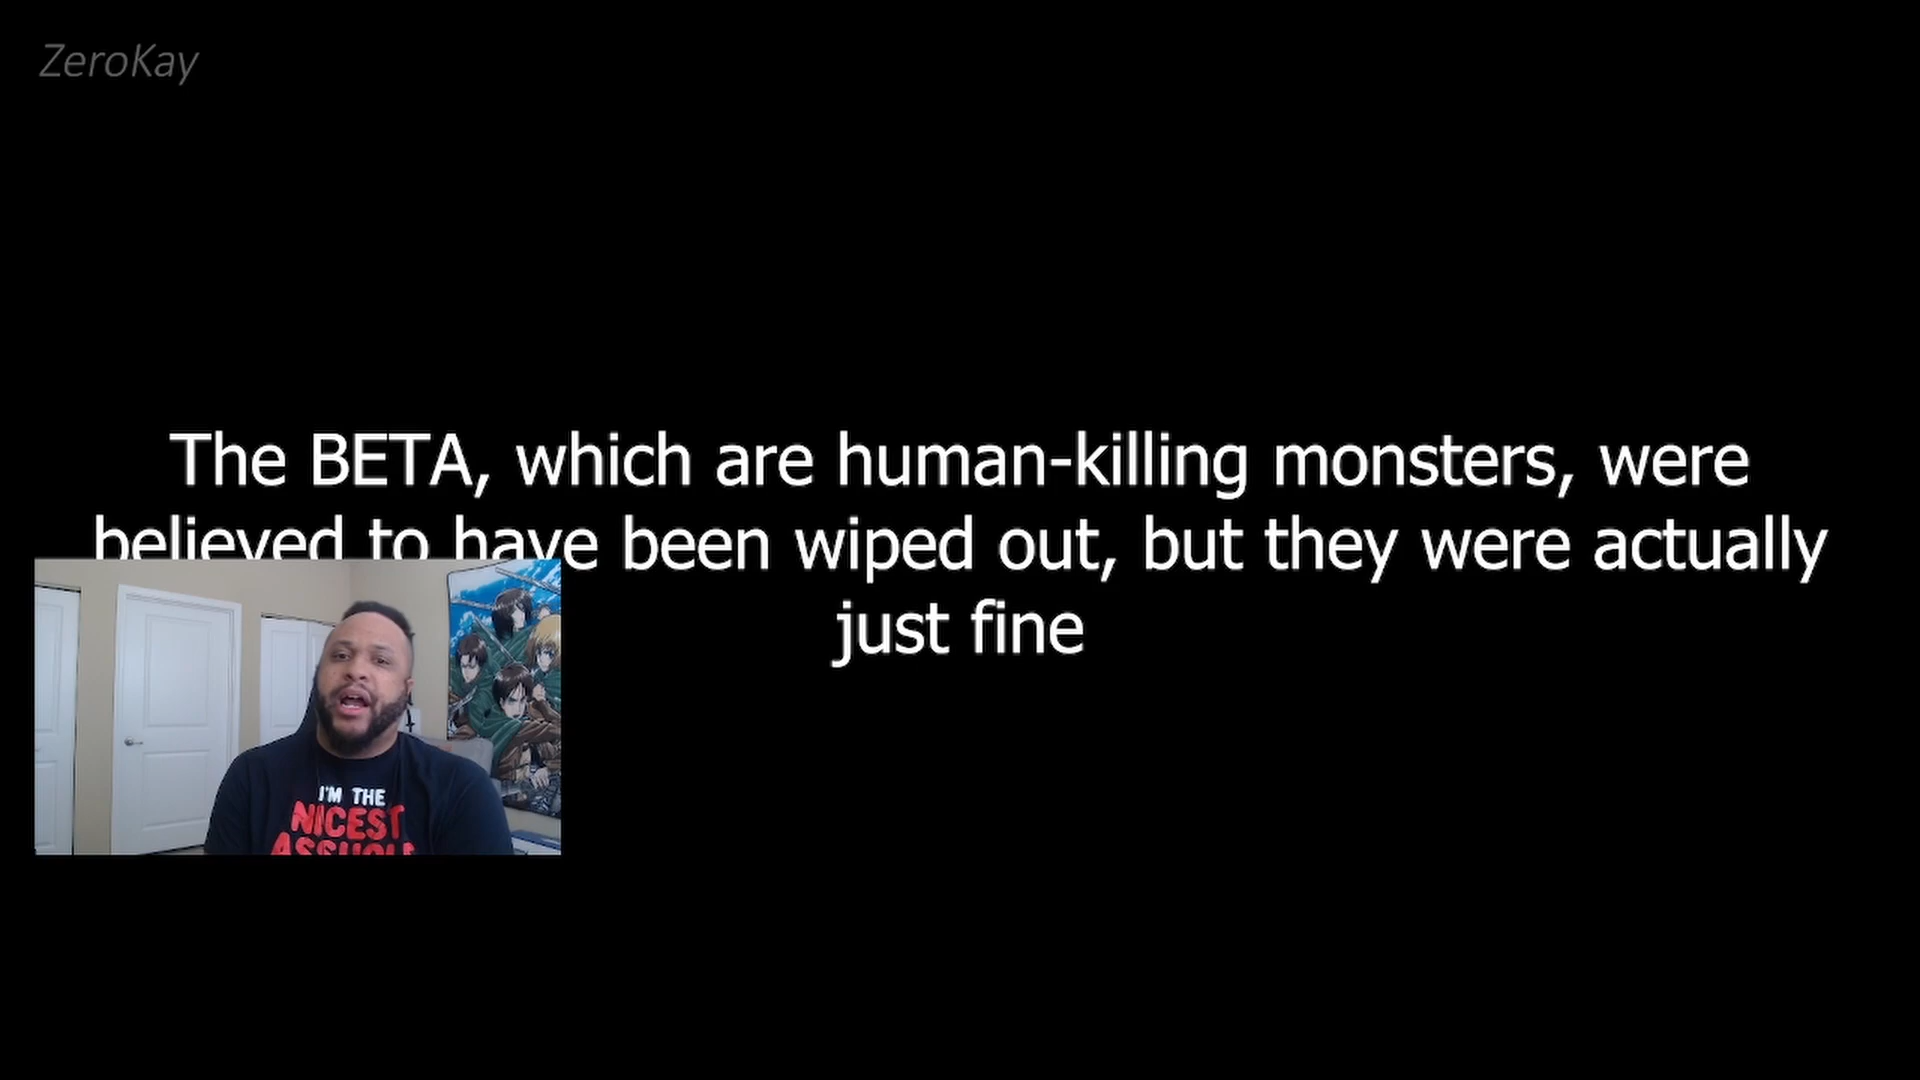 ZeroKay
The BETA, which are human-killing monsters, were
believed to have been wiped out, but they were actually
just fine
I'M THE
NICEST
ASSHOLE